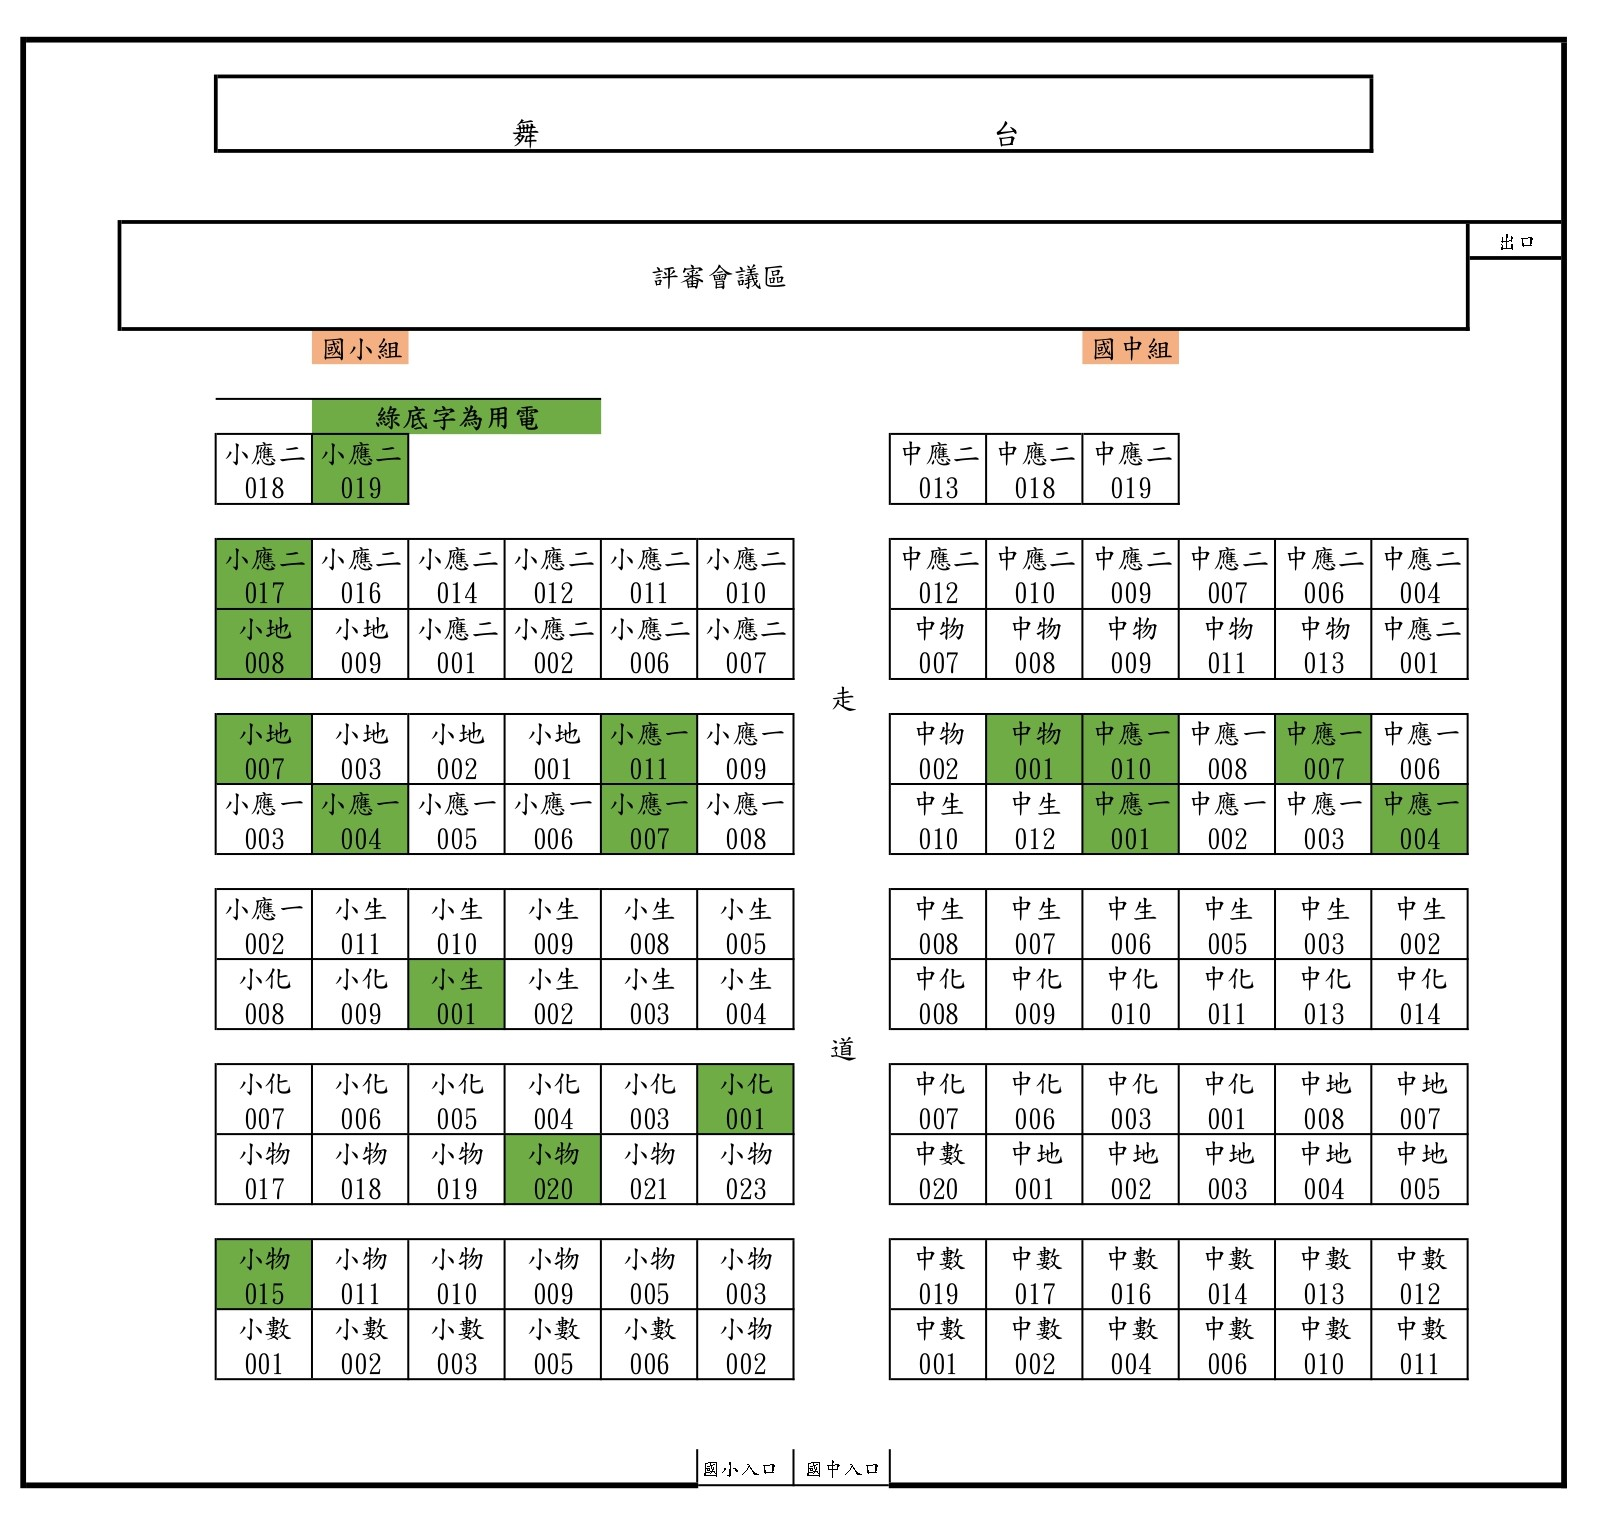 舞 台
評審會議區
出口
國小組 國中組
綠底字為用電
小應二 小應二 中應二 中應二 中應二
018 019 013 018 019
小應二 小應二 小應二 小應二 小應二 小應二 中應二 中應二 中應二 中應二 中應二 中應二
017 016 014 012 011 010 012 010 009 007 006 004
小地 小地 小應二 小應二 小應二 小應二 中物 中物 中物 中物 中物 中應二
008 009 001 002 006 007 007 008 009 011 013 001
走
小地 小地 小地 小地 小應一 小應一 中物 中物 中應一 中應一 中應一 中應一
007 003 002 001 011 009 002 001 010 008 007 006
小應一 小應一 小應一 小應一 小應一 小應一 中生 中生 中應一 中應一 中應一 中應一
003 004 005 006 007 008 010 012 001 002 003 004
小應一 小生 小生 小生 小生 小生 中生 中生 中生 中生 中生 中生
002 011 010 009 008 005 008 007 006 005 003 002
小化 小化 小生 小生 小生 小生 中化 中化 中化 中化 中化 中化
008 009 001 002 003 004 008 009 010 011 013 014
道
小化 小化 小化 小化 小化 小化 中化 中化 中化 中化 中地 中地
007 006 005 004 003 001 007 006 003 001 008 007
小物 小物 小物 小物 小物 小物 中數 中地 中地 中地 中地 中地
017 018 019 020 021 023 020 001 002 003 004 005
小物 小物 小物 小物 小物 小物 中數 中數 中數 中數 中數 中數
015 011 010 009 005 003 019 017 016 014 013 012
小數 小數 小數 小數 小數 小物 中數 中數 中數 中數 中數 中數
001 002 003 005 006 002 001 002 004 006 010 011
國小入口 國中入口